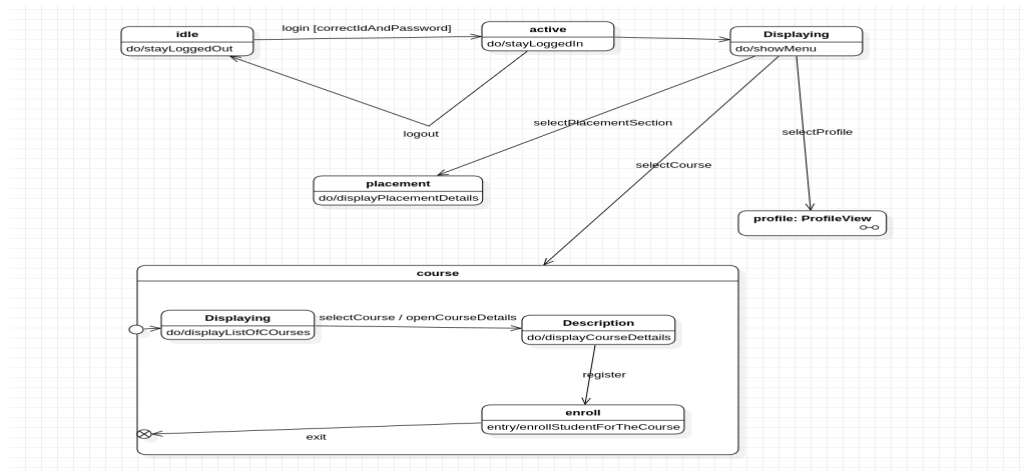 idle
do/stayLoggedOut
login [correctIdAndPassword]
active
do/stayLoggedIn
Displaying
do/showMenu
logout
selectPlacementSection
selectProfile
selectCourse
placement
do/displayPlacementDetails
profile: ProfileView
course
Displaying
do/displayListOfCOurses
selectCourse / openCourseDetails
Description
do/displayCourseDettails
register
enroll
entry/enrollStudentForTheCourse
exit